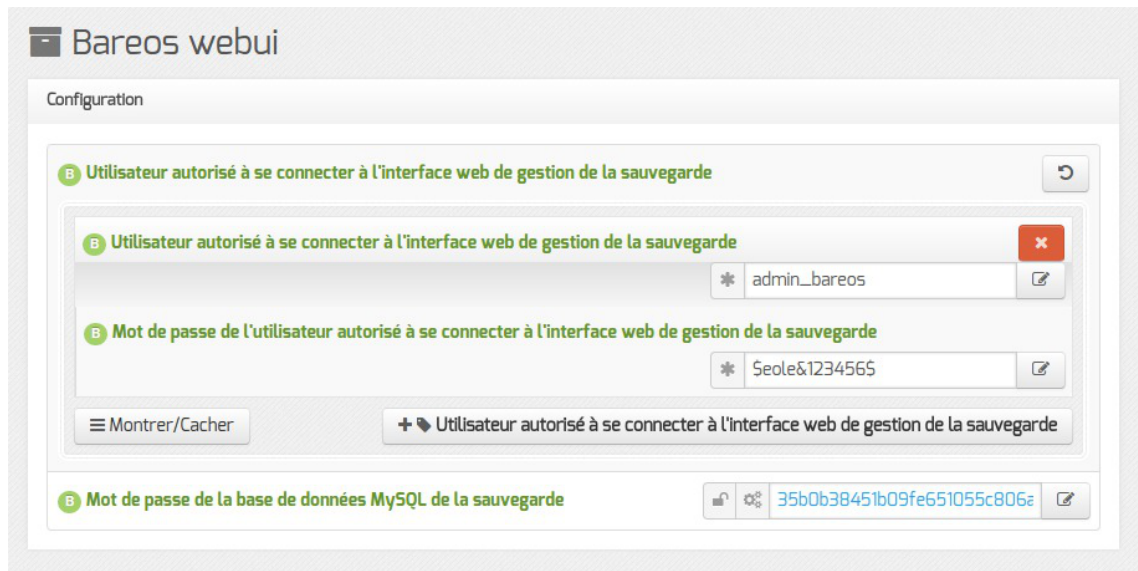 Bareos webui
Configuration
B Utilisateur autorisé à se connecter à l'interface web de gestion de la sauvegarde
B Utilisateur autorisé à se connecter à l'interface web de gestion de la sauvegarde
admin_bareos
B Mot de passe de l'utilisateur autorisé à se connecter à l'interface web de gestion de la sauvegarde
$eole&123456$
Montrer/Cacher
Utilisateur autorisé à se connecter à l'interface web de gestion de la sauvegarde
B Mot de passe de la base de données MySQL de la sauvegarde
35b0b38451b09fe651055c806a